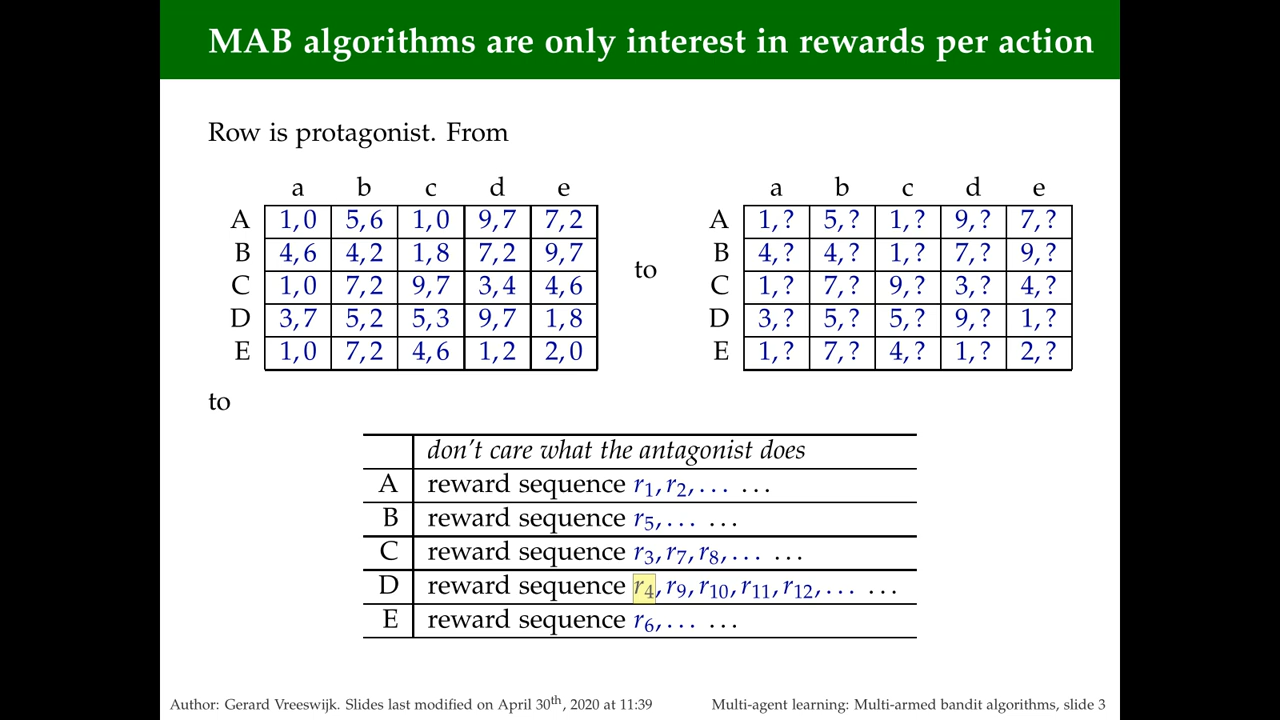 MAB algorithms are only interest in rewards per action
Row is protagonist. From
a b c d e
A 1, 0 5, 6 1, 0 9, 7 7, 2
B 4, 6 4, 2 1, 8 7, 2 9, 7
C 1, 0 7, 2 9, 7 3, 4 4, 6
D 3, 7 5, 2 5, 3 9, 7 1, 8
E 1, 0 7, 2 4, 6 1, 2 2, 0
to
a b c d e
A 1, ? 5, ? 1, ? 9, ? 7, ?
B 4, ? 4, ? 1, ? 7, ? 9, ?
C 1, ? 7, ? 9, ? 3, ? 4, ?
D 3, ? 5, ? 5, ? 9, ? 1, ?
E 1, ? 7, ? 4, ? 1, ? 2, ?
to
don't care what the antagonist does
A reward sequence r1, r2, . . . . . .
B reward sequence r5, . . . . . .
C reward sequence r3, r7, r8, . . . . . .
D reward sequence r4, r9, r10, r11, r12, . . . . . .
E reward sequence r6, . . . . . .
Author: Gerard Vreeswijk. Slides last modified on April 30th, 2020 at 11:39
Multi-agent learning: Multi-armed bandit algorithms, slide 3